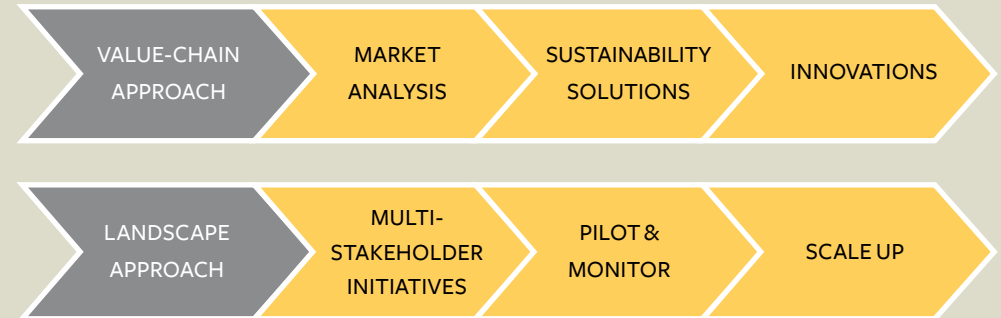 VALUE-CHAIN
APPROACH
MARKET
ANALYSIS
SUSTAINABILITY
SOLUTIONS
INNOVATIONS
LANDSCAPE
APPROACH
MULTI-
STAKEHOLDER
INITIATIVES
PILOT &
MONITOR
SCALE UP